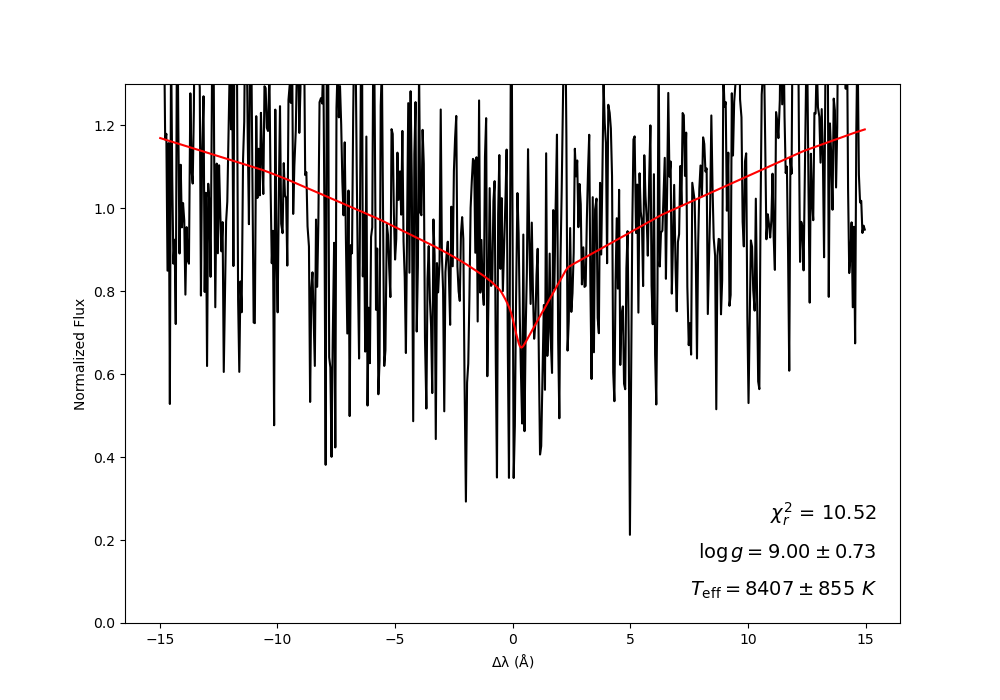 1.2
1.0
0.8
0.6
0.4
0.2
0.0
Normalized Flux
χ²ᵣ = 10.52
log g = 9.00 ± 0.73
T_eff = 8407 ± 855 K
−15 −10 −5 0 5 10 15
Δλ (Å)